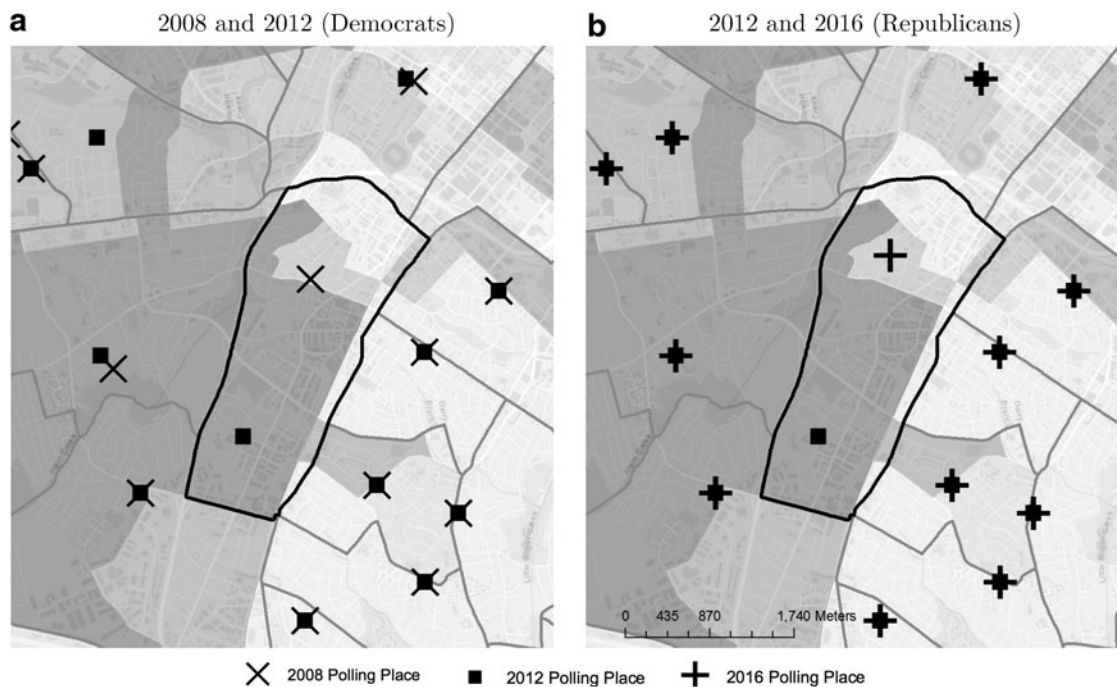 a 2008 and 2012 (Democrats)
b 2012 and 2016 (Republicans)
0 435 870 1,740 Meters
2008 Polling Place 2012 Polling Place 2016 Polling Place